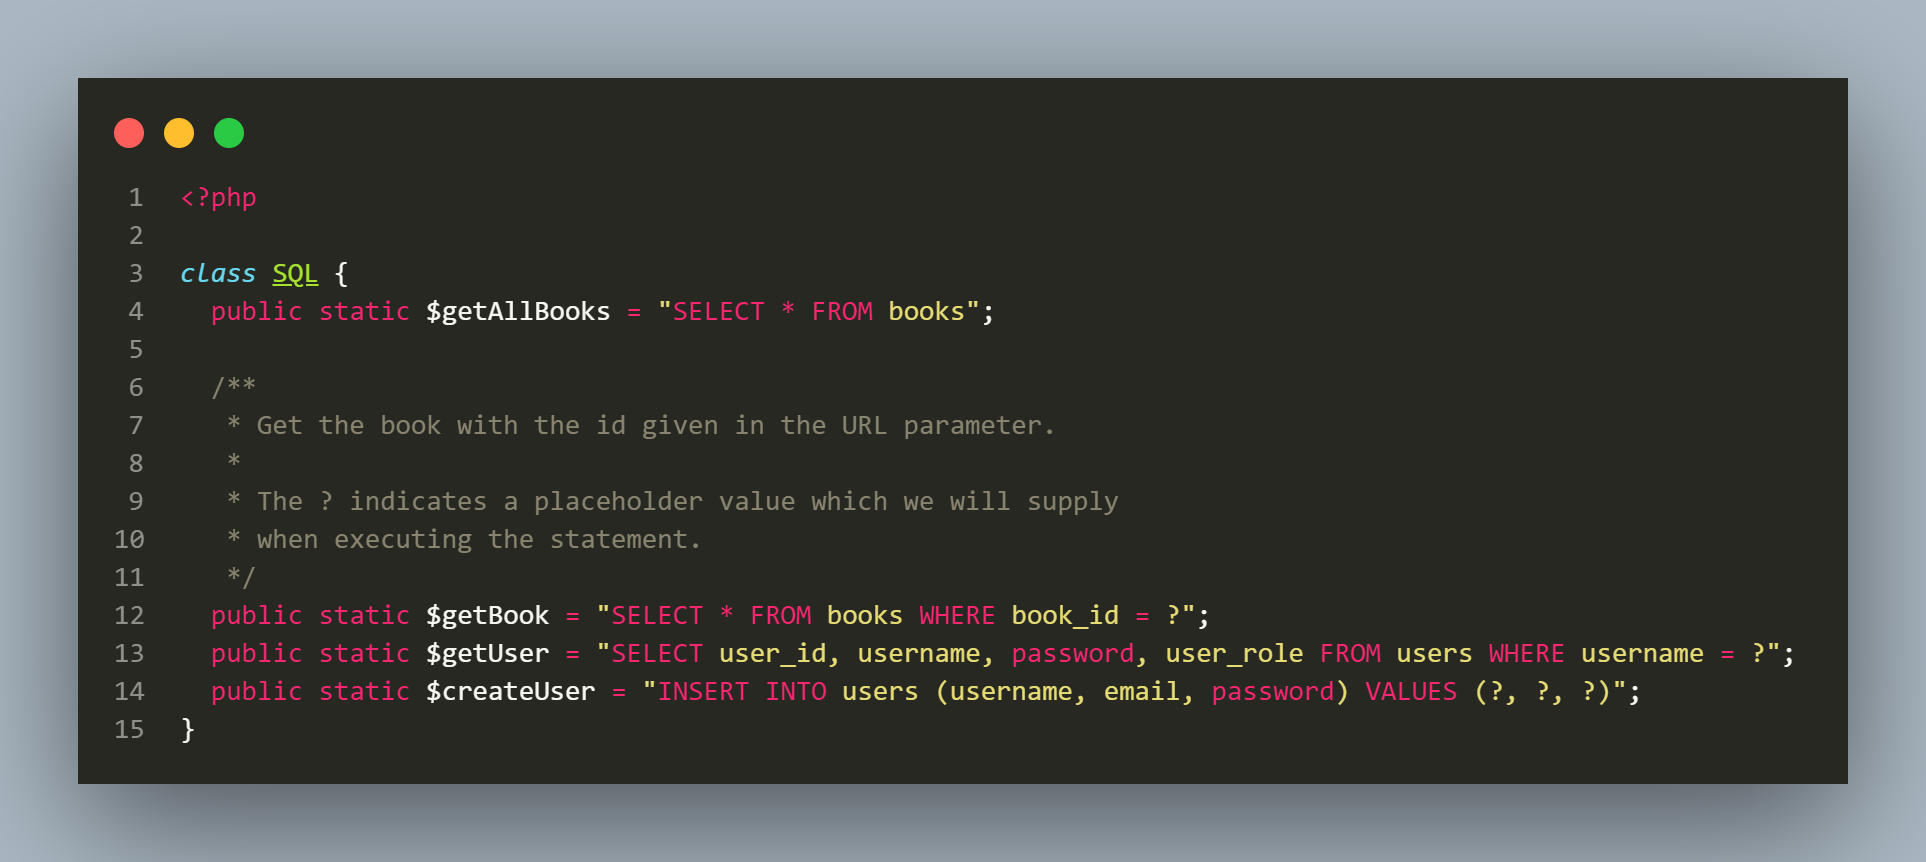 1 <?php
2
3 class SQL {
4   public static $getAllBooks = "SELECT * FROM books";
5
6   /**
7    * Get the book with the id given in the URL parameter.
8    *
9    * The ? indicates a placeholder value which we will supply
10    * when executing the statement.
11    */
12   public static $getBook = "SELECT * FROM books WHERE book_id = ?";
13   public static $getUser = "SELECT user_id, username, password, user_role FROM users WHERE username = ?";
14   public static $createUser = "INSERT INTO users (username, email, password) VALUES (?, ?, ?)";
15 }